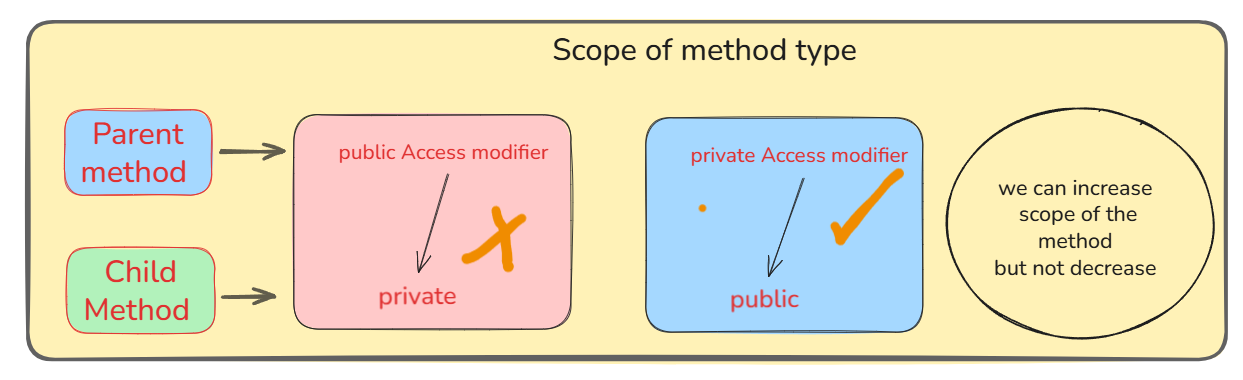 Scope of method type
Parent
method
public Access modifier
private
private Access modifier
public
Child
Method
we can increase
scope of the
method
but not decrease